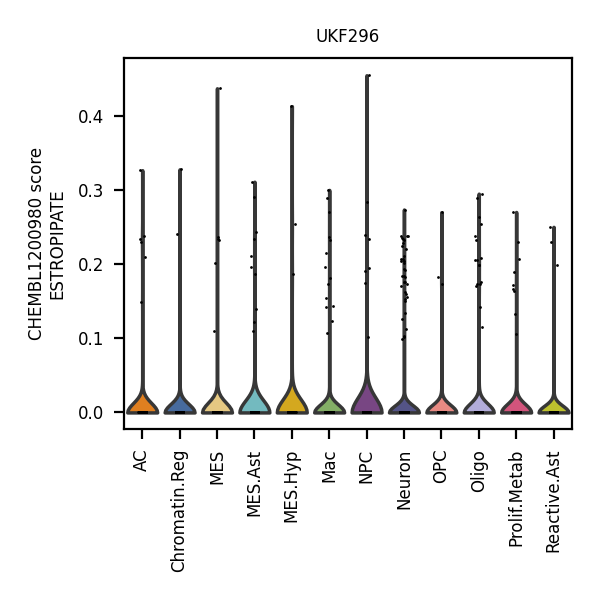 UKF296
CHEMBL1200980 score
ESTROPIPATE
0.4
0.3
0.2
0.1
0.0
AC
Chromatin.Reg
MES
MES.Ast
MES.Hyp
Mac
NPC
Neuron
OPC
Oligo
Prolif.Metab
Reactive.Ast